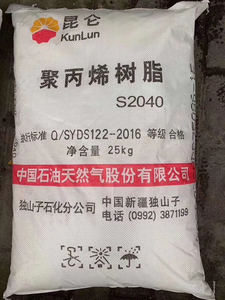 昆仑
KunLun
聚丙烯树脂
S2040
执行标准 Q/SYDS122-2016 等级 合格
净含量 25kg
中国石油天然气股份有限公司
独山子石化分公司 中国新疆独山子
电话 (0992) 3871199